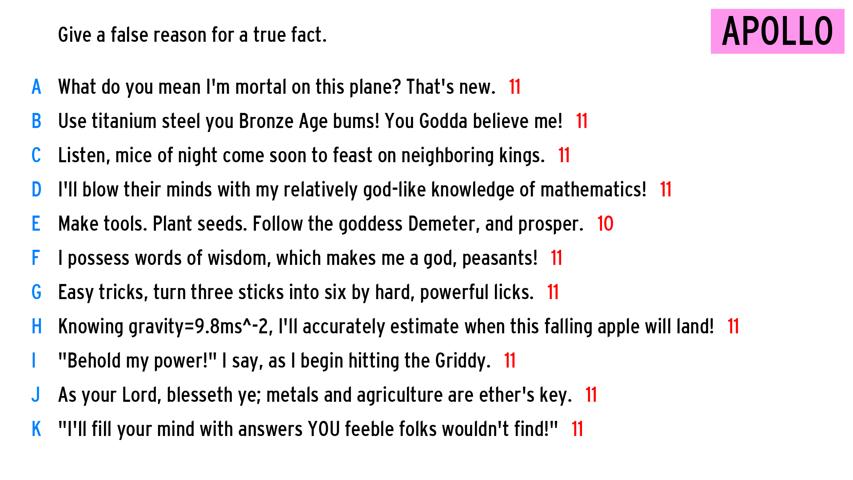 Give a false reason for a true fact.
APOLLO
A What do you mean I'm mortal on this plane? That's new. 11
B Use titanium steel you Bronze Age bums! You Godda believe me! 11
C Listen, mice of night come soon to feast on neighboring kings. 11
D I'll blow their minds with my relatively god-like knowledge of mathematics! 11
E Make tools. Plant seeds. Follow the goddess Demeter, and prosper. 10
F I possess words of wisdom, which makes me a god, peasants! 11
G Easy tricks, turn three sticks into six by hard, powerful licks. 11
H Knowing gravity=9.8ms^-2, I'll accurately estimate when this falling apple will land! 11
I "Behold my power!" I say, as I begin hitting the Griddy. 11
J As your Lord, blesseth ye; metals and agriculture are ether's key. 11
K "I'll fill your mind with answers YOU feeble folks wouldn't find!" 11